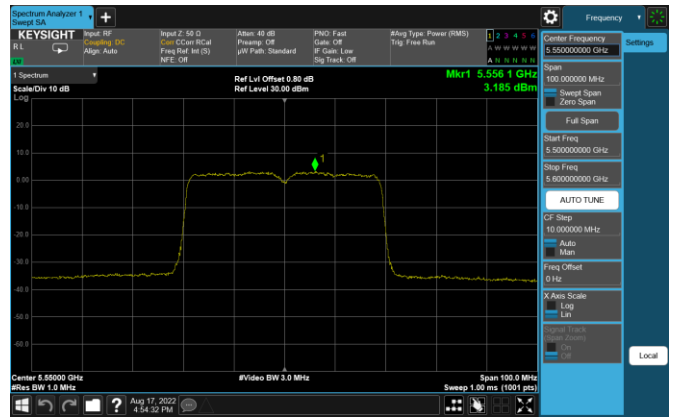 Spectrum Analyzer 1
Swept SA
Frequency
KEYSIGHT
RL
LW
Input: RF
Coupling: DC
Align: Auto
Input Z: 50 Ω
Corr CCorr RCal
Freq Ref: Int (S)
NFE: Off
Atten: 40 dB
Preamp: Off
µW Path: Standard
PNO: Fast
Gate: Off
IF Gain: Low
Sig Track: Off
#Avg Type: Power (RMS)
Trig: Free Run
1 2 3 4 5 6
A W W W W W
A N N N N N
1 Spectrum
Scale/Div 10 dB
Log
Ref Lvl Offset 0.80 dB
Ref Level 30.00 dBm
Mkr1 5.556 1 GHz
3.185 dBm
20.0
10.0
0.00
-10.0
-20.0
-30.0
-40.0
-50.0
-60.0
1
Center 5.55000 GHz
#Res BW 1.0 MHz
#Video BW 3.0 MHz
Span 100.0 MHz
Sweep 1.00 ms (1001 pts)
Center Frequency
5.550000000 GHz
Settings
Span
100.000000 MHz
Swept Span
Zero Span
Full Span
Start Freq
5.500000000 GHz
Stop Freq
5.600000000 GHz
AUTO TUNE
CF Step
10.000000 MHz
Auto
Man
Freq Offset
0 Hz
X Axis Scale
Log
Lin
Signal Track
(Span Zoom)
On
Off
Local
?
Aug 17, 2022
4:54:32 PM